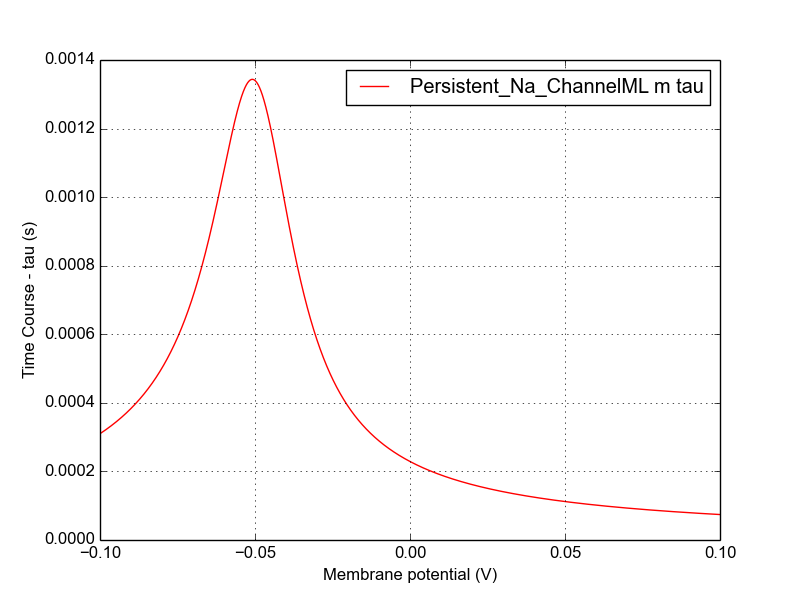 Persistent_Na_ChannelML m tau
0.0014
0.0012
0.0010
0.0008
0.0006
0.0004
0.0002
0.0000
Time Course - tau (s)
−0.10 −0.05 0.00 0.05 0.10
Membrane potential (V)